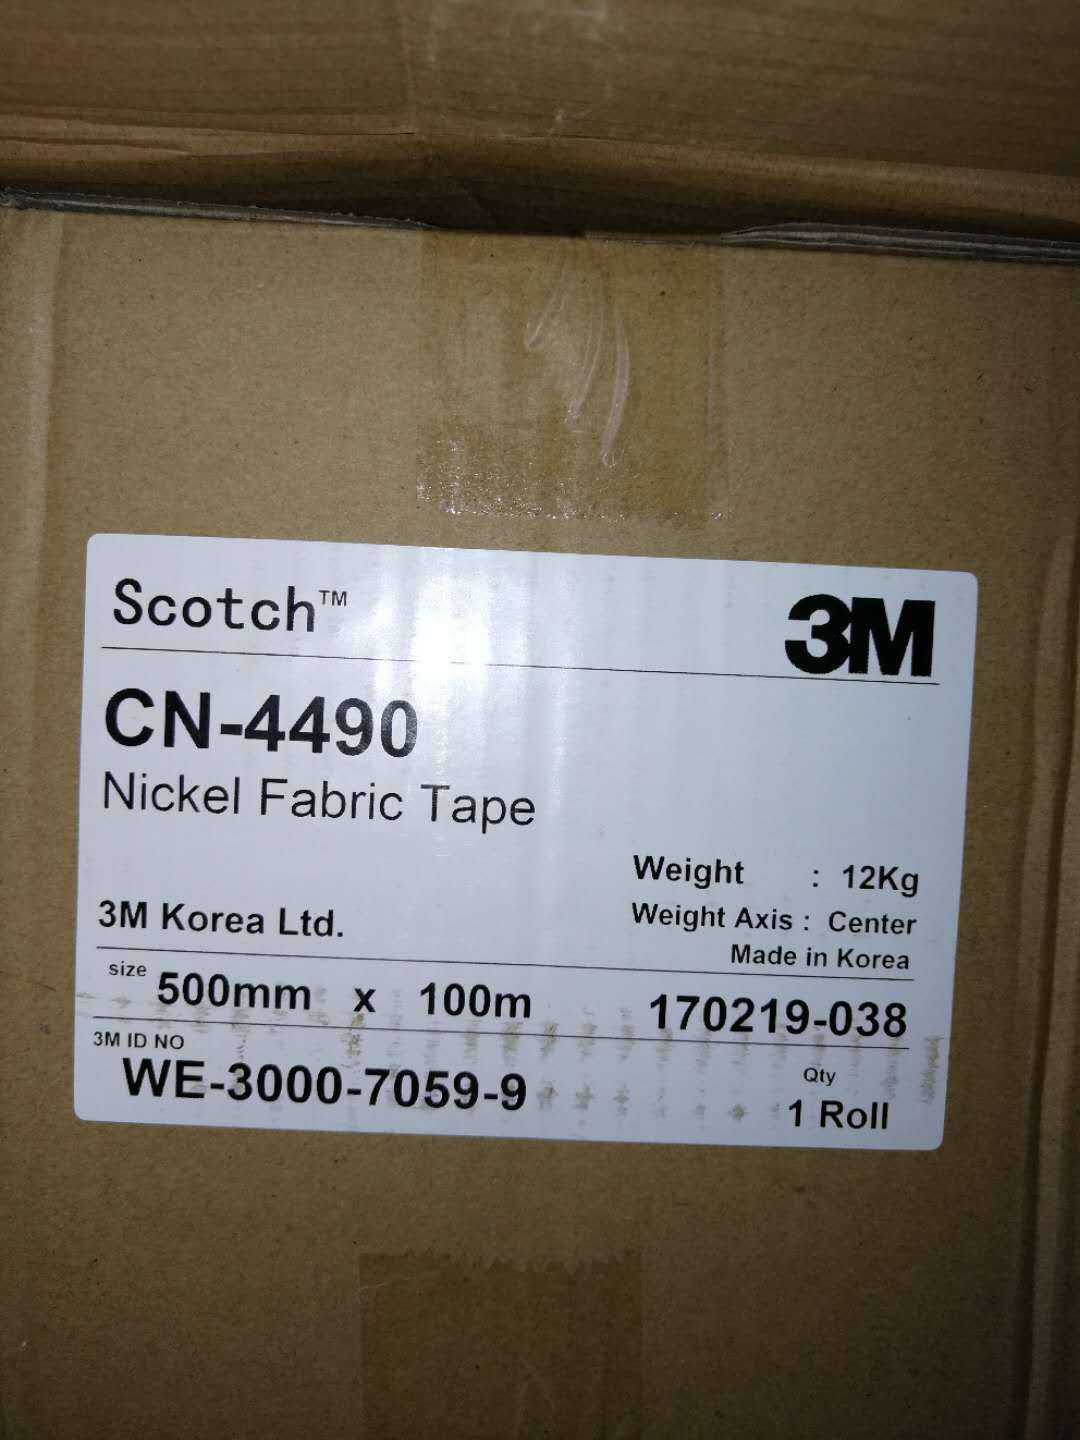 Scotch™
3M
CN-4490
Nickel Fabric Tape
Weight : 12Kg
3M Korea Ltd.
Weight Axis : Center
Made in Korea
size 500mm x 100m 170219-038
3M ID NO
WE-3000-7059-9
Qty
1 Roll